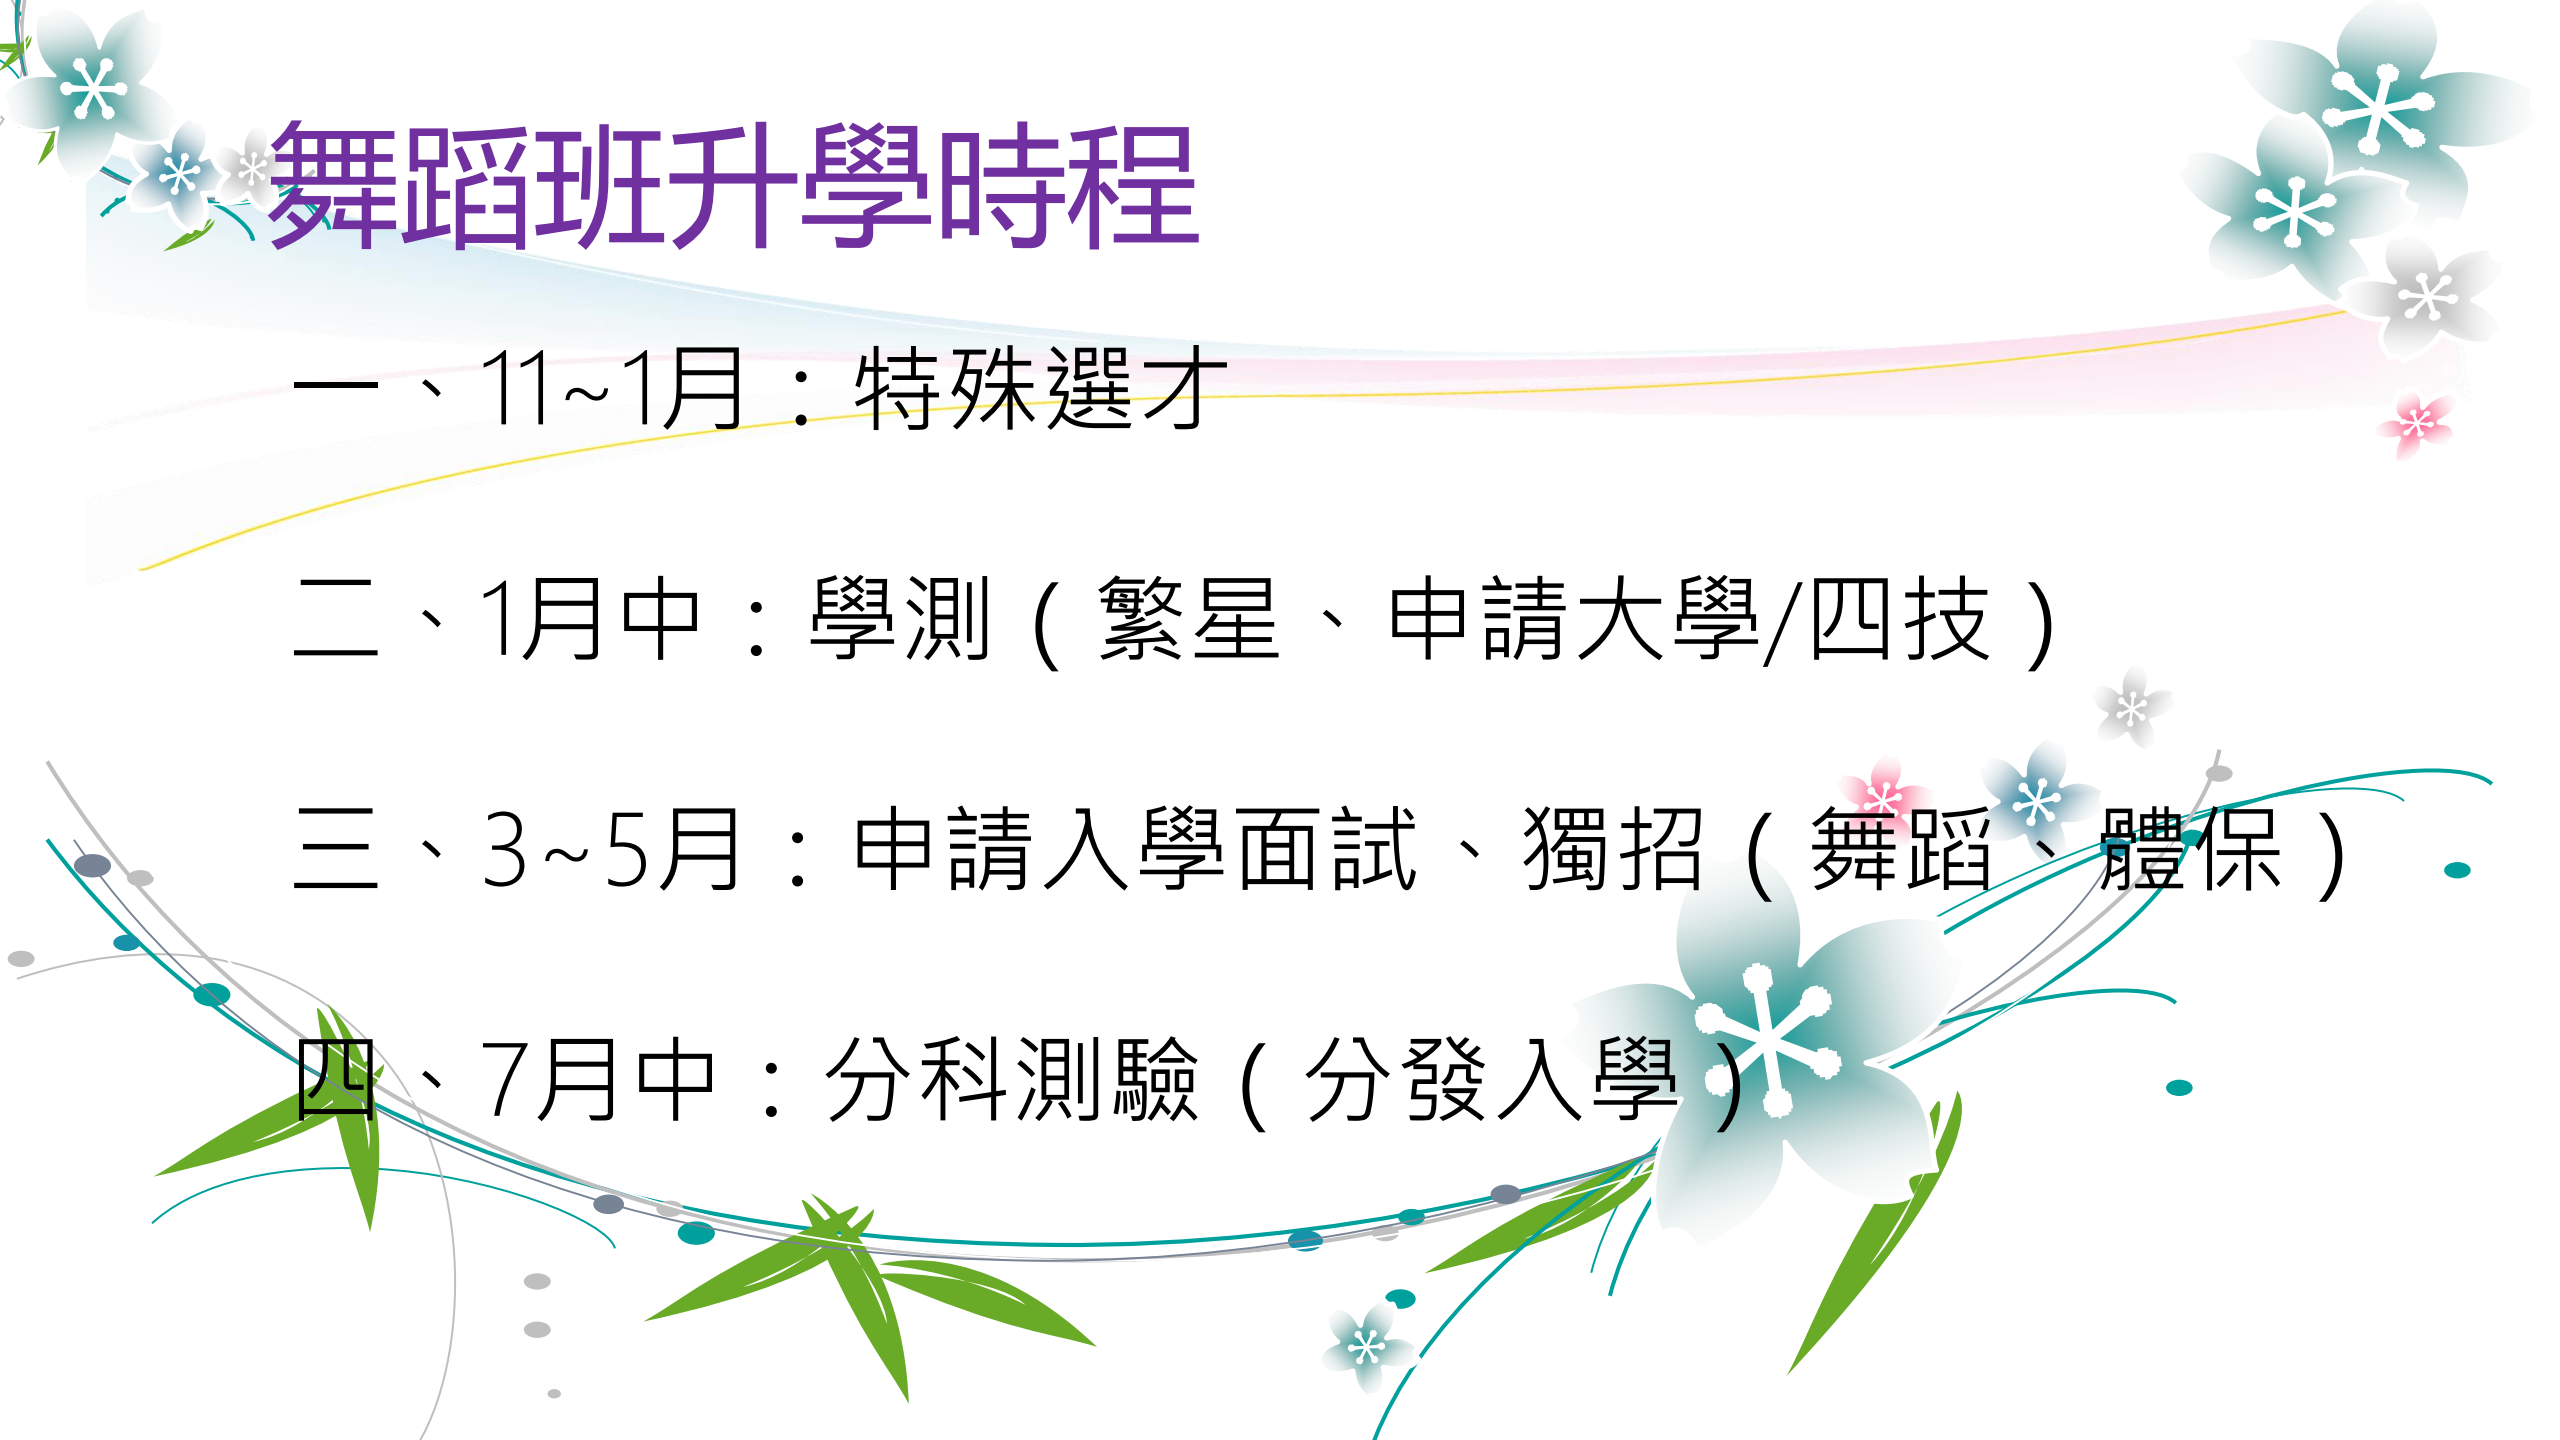 舞蹈班升學時程
一、11~1月：特殊選才
二、1月中：學測（繁星、申請大學/四技）
三、3~5月：申請入學面試、獨招（舞蹈、體保）
四、7月中：分科測驗（分發入學）